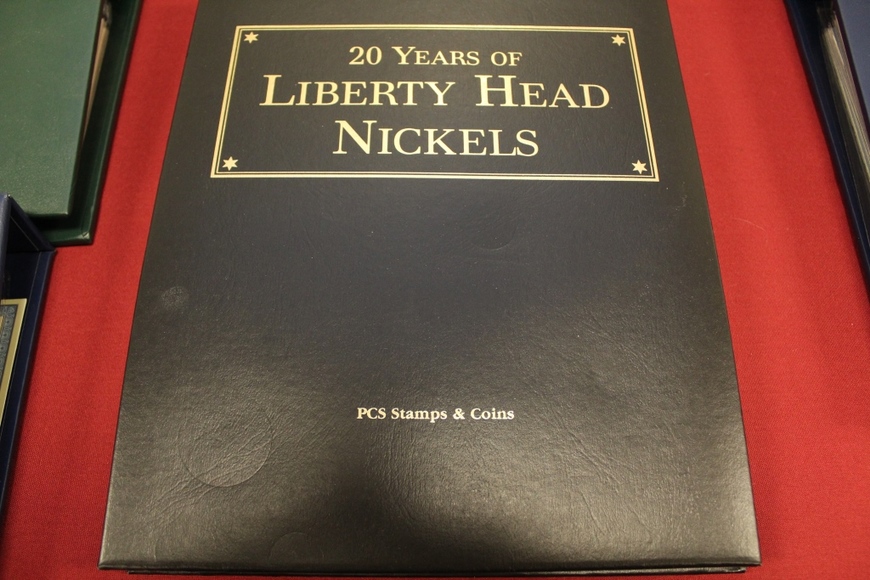 20 Years of
Liberty Head
Nickels
PCS Stamps & Coins